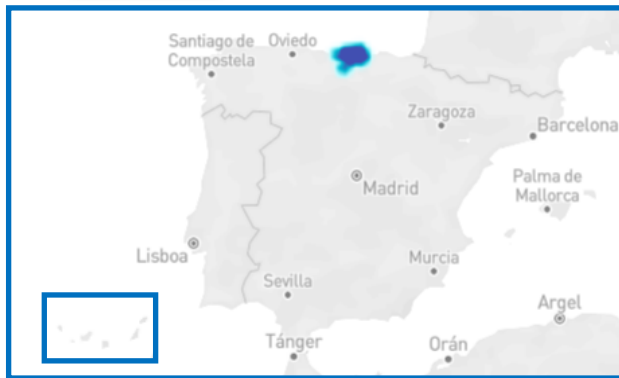 Santiago de
Compostela
Oviedo
Zaragoza
Barcelona
Madrid
Palma de
Mallorca
Lisboa
Murcia
Sevilla
Argel
Tánger
Orán